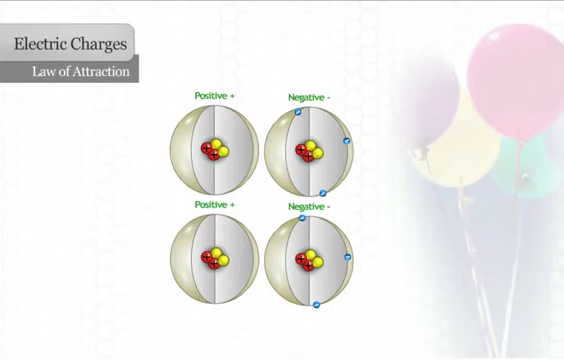 Electric Charges
Law of Attraction
Positive +
Negative -
Positive +
Negative -